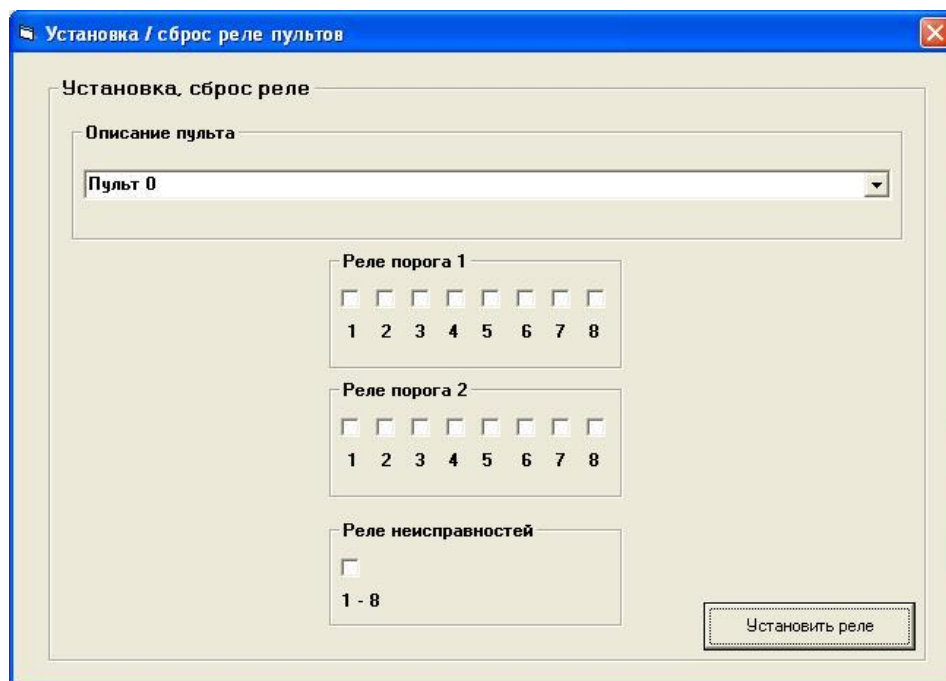 Установка / сброс реле пультов
Установка, сброс реле
Описание пульта
Пульт 0
Реле порога 1
1 2 3 4 5 6 7 8
Реле порога 2
1 2 3 4 5 6 7 8
Реле неисправностей
1 - 8
Установить реле